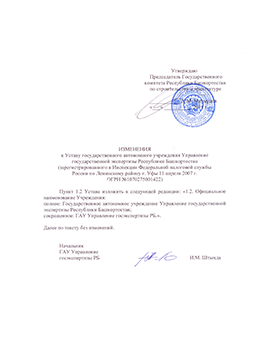 Утверждаю
Председатель Государственного
комитета Республики Башкортостан
по строительству и архитектуре
ИЗМЕНЕНИЯ
в Устав государственного автономного учреждения Управление
государственной экспертизы Республики Башкортостан
(зарегистрированного в Инспекции Федеральной налоговой службы
России по Ленинскому району г. Уфы 11 апреля 2007 г.
Пункт 1.2 Устава изложить в следующей редакции: «1.2. Официальное
наименование Учреждения:
полное: Государственное автономное учреждение Управление государственной
экспертизы Республики Башкортостан;
сокращенное: ГАУ Управление госэкспертизы РБ.».
Далее по тексту без изменений.
Начальник
ГАУ Управление
госэкспертизы РБ
И.М.